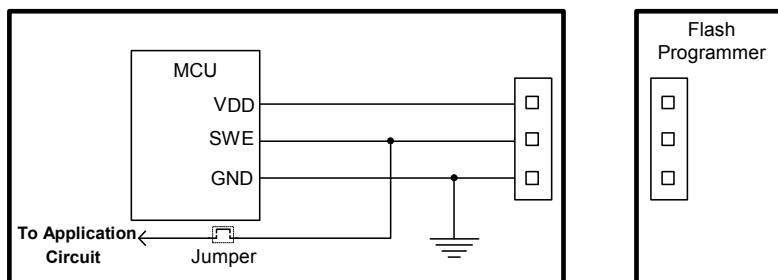 MCU
VDD
SWE
GND
To Application
Circuit
Jumper
Flash
Programmer